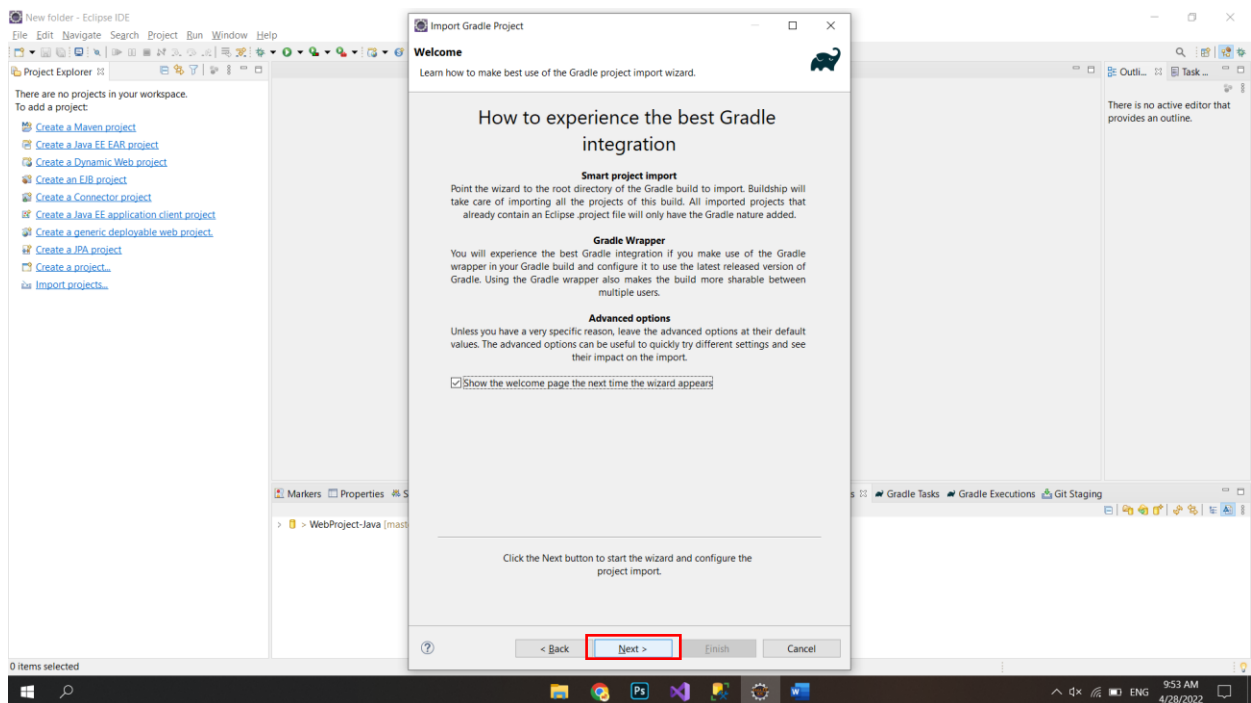 New folder - Eclipse IDE
File Edit Navigate Search Project Run Window Help
Project Explorer
There are no projects in your workspace.
To add a project:
Create a Maven project
Create a Java EE EAR project
Create a Dynamic Web project
Create an EJB project
Create a Connector project
Create a Java EE application client project
Create a generic deployable web project.
Create a JPA project
Create a project...
Import projects...
Import Gradle Project
Welcome
Learn how to make best use of the Gradle project import wizard.
How to experience the best Gradle
integration
Smart project import
Point the wizard to the root directory of the Gradle build to import. Buildship will
take care of importing all the projects of this build. All imported projects that
already contain an Eclipse .project file will only have the Gradle nature added.
Gradle Wrapper
You will experience the best Gradle integration if you make use of the Gradle
wrapper in your Gradle build and configure it to use the latest released version of
Gradle. Using the Gradle wrapper also makes the build more sharable between
multiple users.
Advanced options
Unless you have a very specific reason, leave the advanced options at their default
values. The advanced options can be useful to quickly try different settings and see
their impact on the import.
Show the welcome page the next time the wizard appears
Click the Next button to start the wizard and configure the
project import.
< Back Next > Finish Cancel
Outli... Task ...
There is no active editor that
provides an outline.
Markers Properties S
s Gradle Tasks Gradle Executions Git Staging
> WebProject-Java [mast
0 items selected
Ps
W
ENG
9:53 AM
4/28/2022